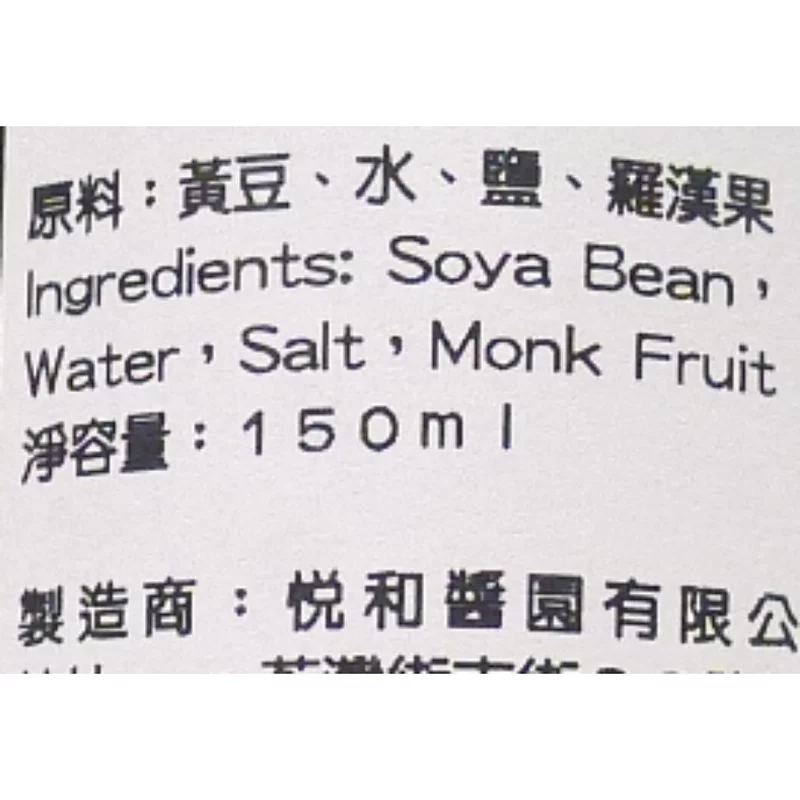 原料：黃豆、水、鹽、羅漢果
Ingredients: Soya Bean，
Water，Salt，Monk Fruit
淨容量：150ml
製造商：悅和醬園有限公